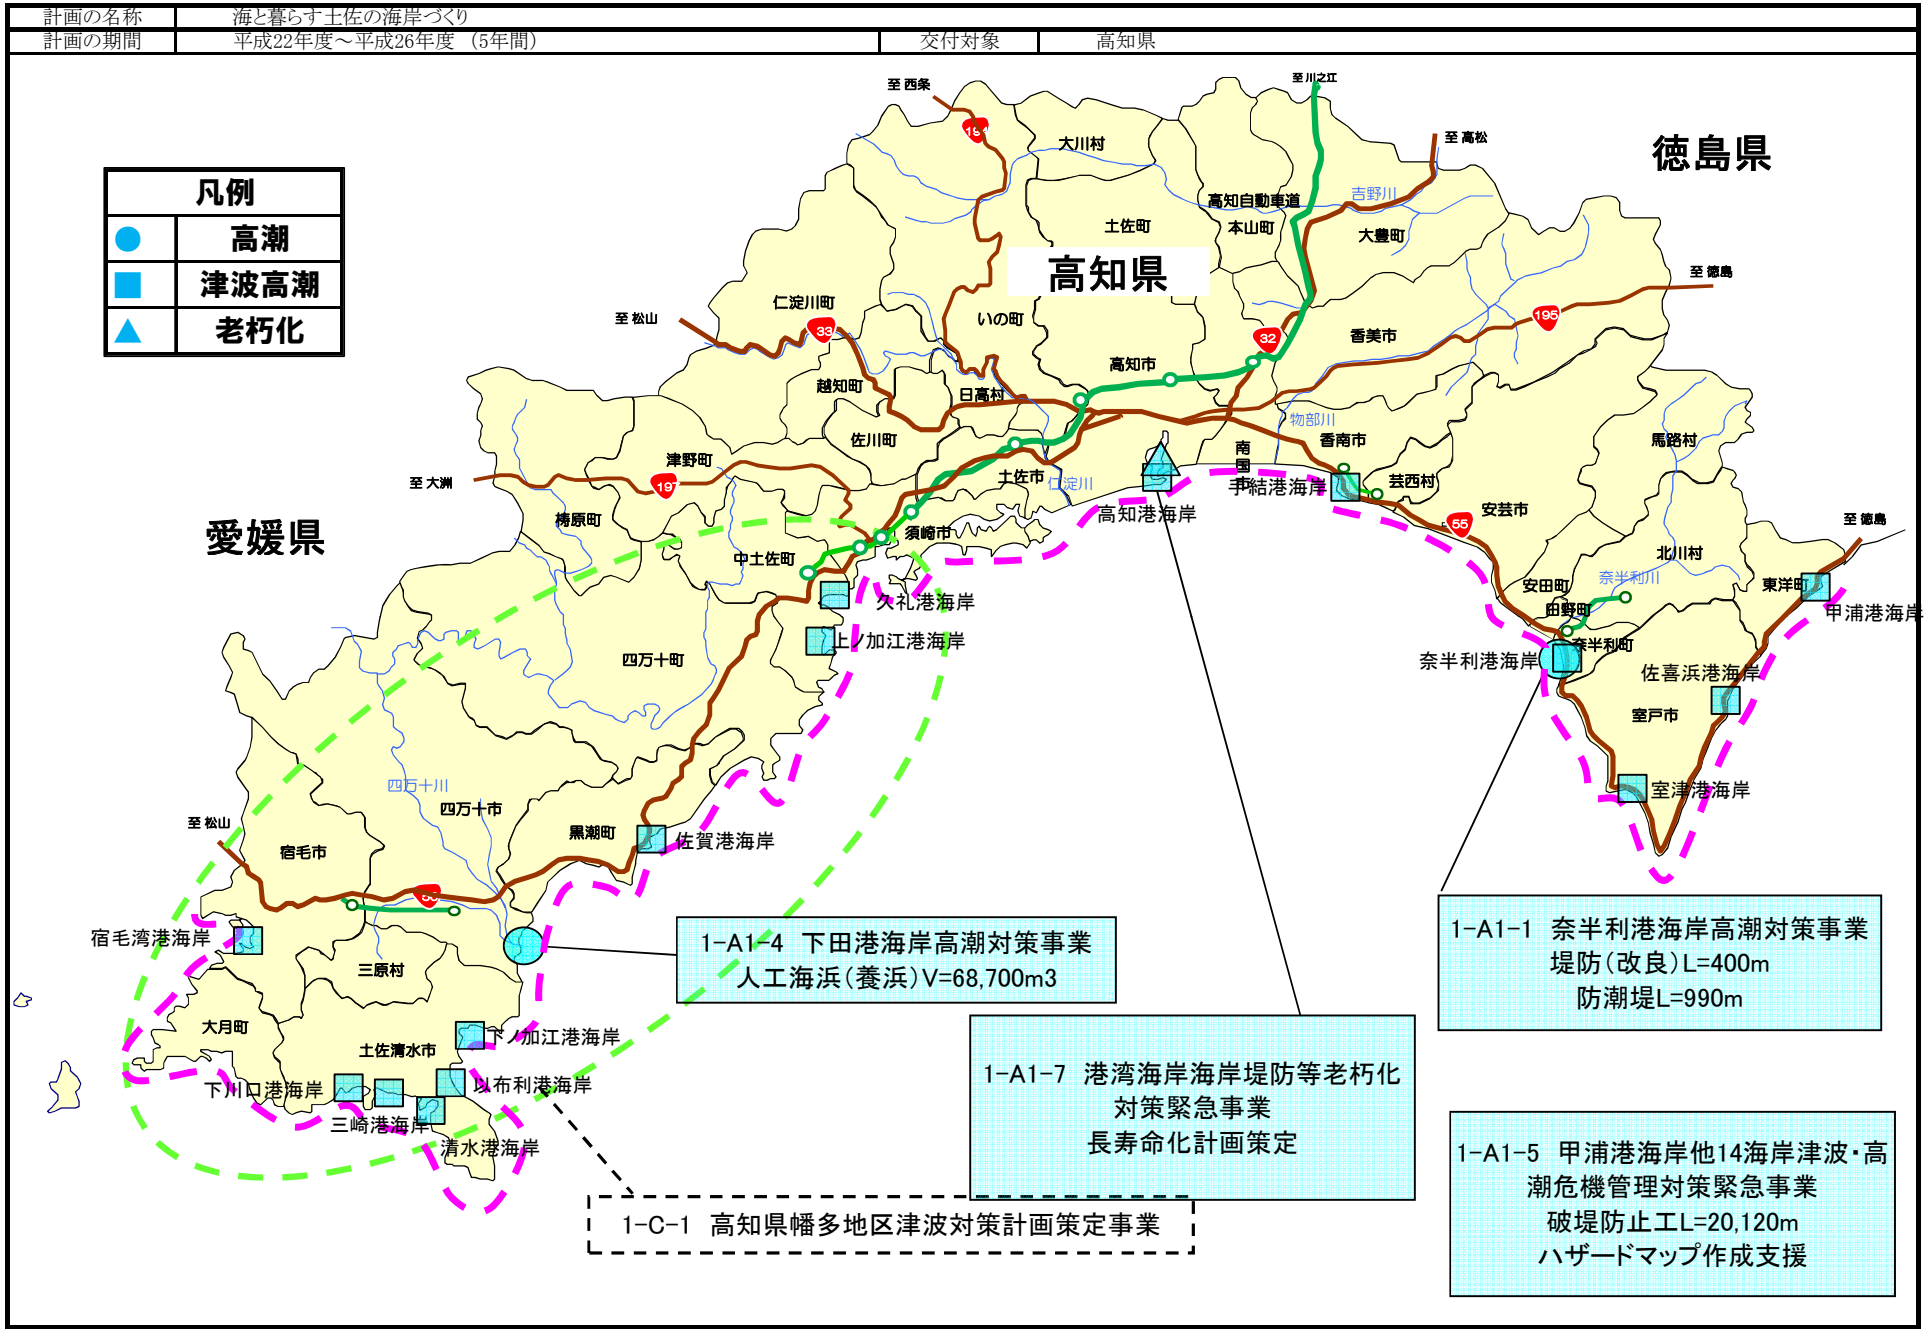 計画の名称 海と暮らす土佐の海岸づくり
計画の期間 平成22年度～平成26年度 （5年間） 交付対象 高知県
凡例
高潮
津波高潮
老朽化
徳島県
高知県
愛媛県
至 西条
至 川之江
至 高松
至 徳島
至 松山
至 大洲
至 徳島
至 松山
大川村
高知自動車道
吉野川
土佐町
本山町
大豊町
仁淀川町
33
いの町
32
195
香美市
高知市
越知町
日高村
物部川
佐川町
香南市
馬路村
津野町
197
土佐市
仁淀川
南国市
手結港海岸
芸西村
安芸市
高知港海岸
梼原町
須崎市
55
中土佐町
北川村
安田町
奈半利川
東洋町
田野町
久礼港海岸
甲浦港海岸
上ノ加江港海岸
奈半利町
四万十町
奈半利港海岸
佐喜浜港海岸
室戸市
四万十川
四万十市
室津港海岸
黒潮町
佐賀港海岸
宿毛市
宿毛湾港海岸
三原村
大月町
土佐清水市
下ノ加江港海岸
下川口港海岸
以布利港海岸
三崎港海岸
清水港海岸
1-A1-4 下田港海岸高潮対策事業
人工海浜（養浜）V=68,700m3
1-A1-1 奈半利港海岸高潮対策事業
堤防（改良）L=400m
防潮堤L=990m
1-A1-7 港湾海岸海岸堤防等老朽化
対策緊急事業
長寿命化計画策定
1-A1-5 甲浦港海岸他14海岸津波・高
潮危機管理対策緊急事業
破堤防止工L=20,120m
ハザードマップ作成支援
1-C-1 高知県幡多地区津波対策計画策定事業